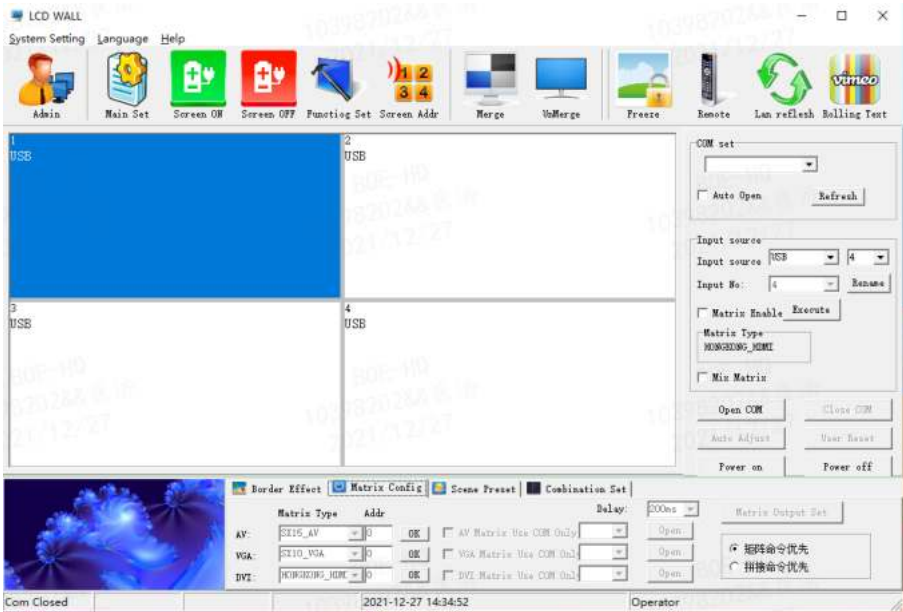 LCD WALL
System Setting Language Help
Admin Main Set Screen ON Screen OFF Functiog Set Screen Addr Merge UnMerge Freeze Remote Lan reflesh Rolling Text
1 2
3 4
vimeo
1
USB
2
USB
3
USB
4
USB
COM set
Auto Open Refresh
Input source
Input source USB 4
Input No: 4 Rename
Matrix Enable Execute
Matrix Type
HONGKONG_HDMI
Mix Matrix
Open COM Close COM
Auto Adjust User Reset
Power on Power off
Border Effect Matrix Config Scene Preset Combination Set
Matrix Type Addr Delay: 200ms Matrix Output Set
AV: SX15_AV 0 OK AV Matrix Use COM Only Open
VGA: SX10_VGA 0 OK VGA Matrix Use COM Onl Open
DVI: HONGKONG_HDMI 0 OK DVI Matrix Use COM Onl Open
矩阵命令优先
拼接命令优先
Com Closed 2021-12-27 14:34:52 Operator